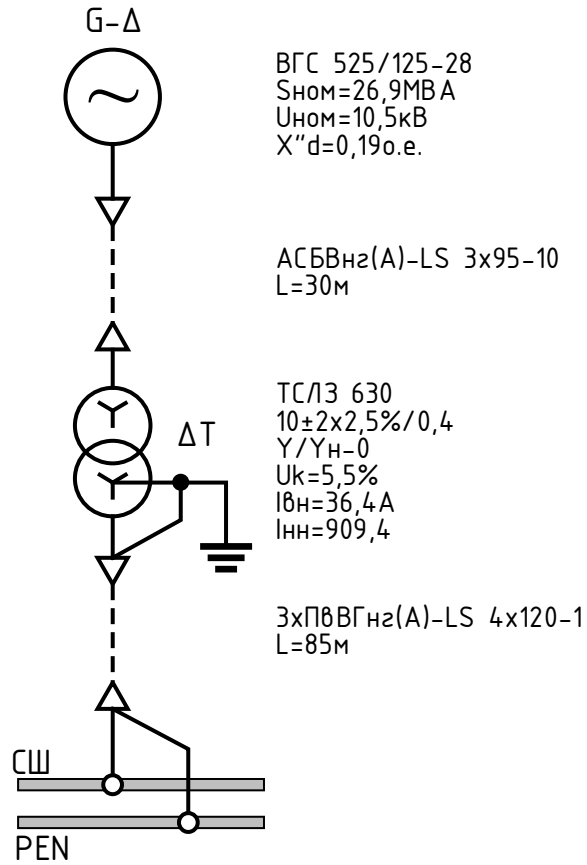 G-Δ
ВГС 525/125-28
Sном=26,9МВА
Uном=10,5кВ
X"d=0,19о.е.
АСБВнг(А)-LS 3х95-10
L=30м
ТСЛЗ 630
10±2х2,5%/0,4
Y/Yн-0
Uk=5,5%
Iвн=36,4А
Iнн=909,4
ΔT
3хПвВГнг(А)-LS 4х120-1
L=85м
СШ
PEN